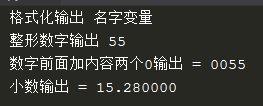 格式化输出 名字变量
整形数字输出 55
数字前面加内容两个0输出 = 0055
小数输出 = 15.280000